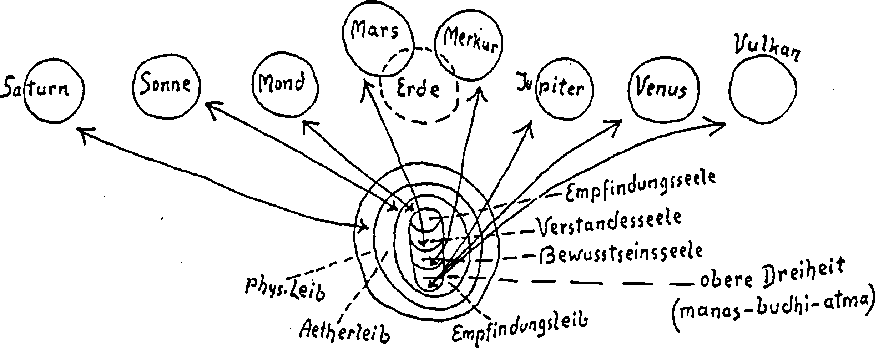 Saturn
Sonne
Mond
Mars
Erde
Merkur
Jupiter
Venus
Vulkan
Empfindungsseele
Verstandesseele
Bewusstseinsseele
obere Dreiheit
(manas-budhi-atma)
phys. Leib
Aetherleib
Empfindungsleib